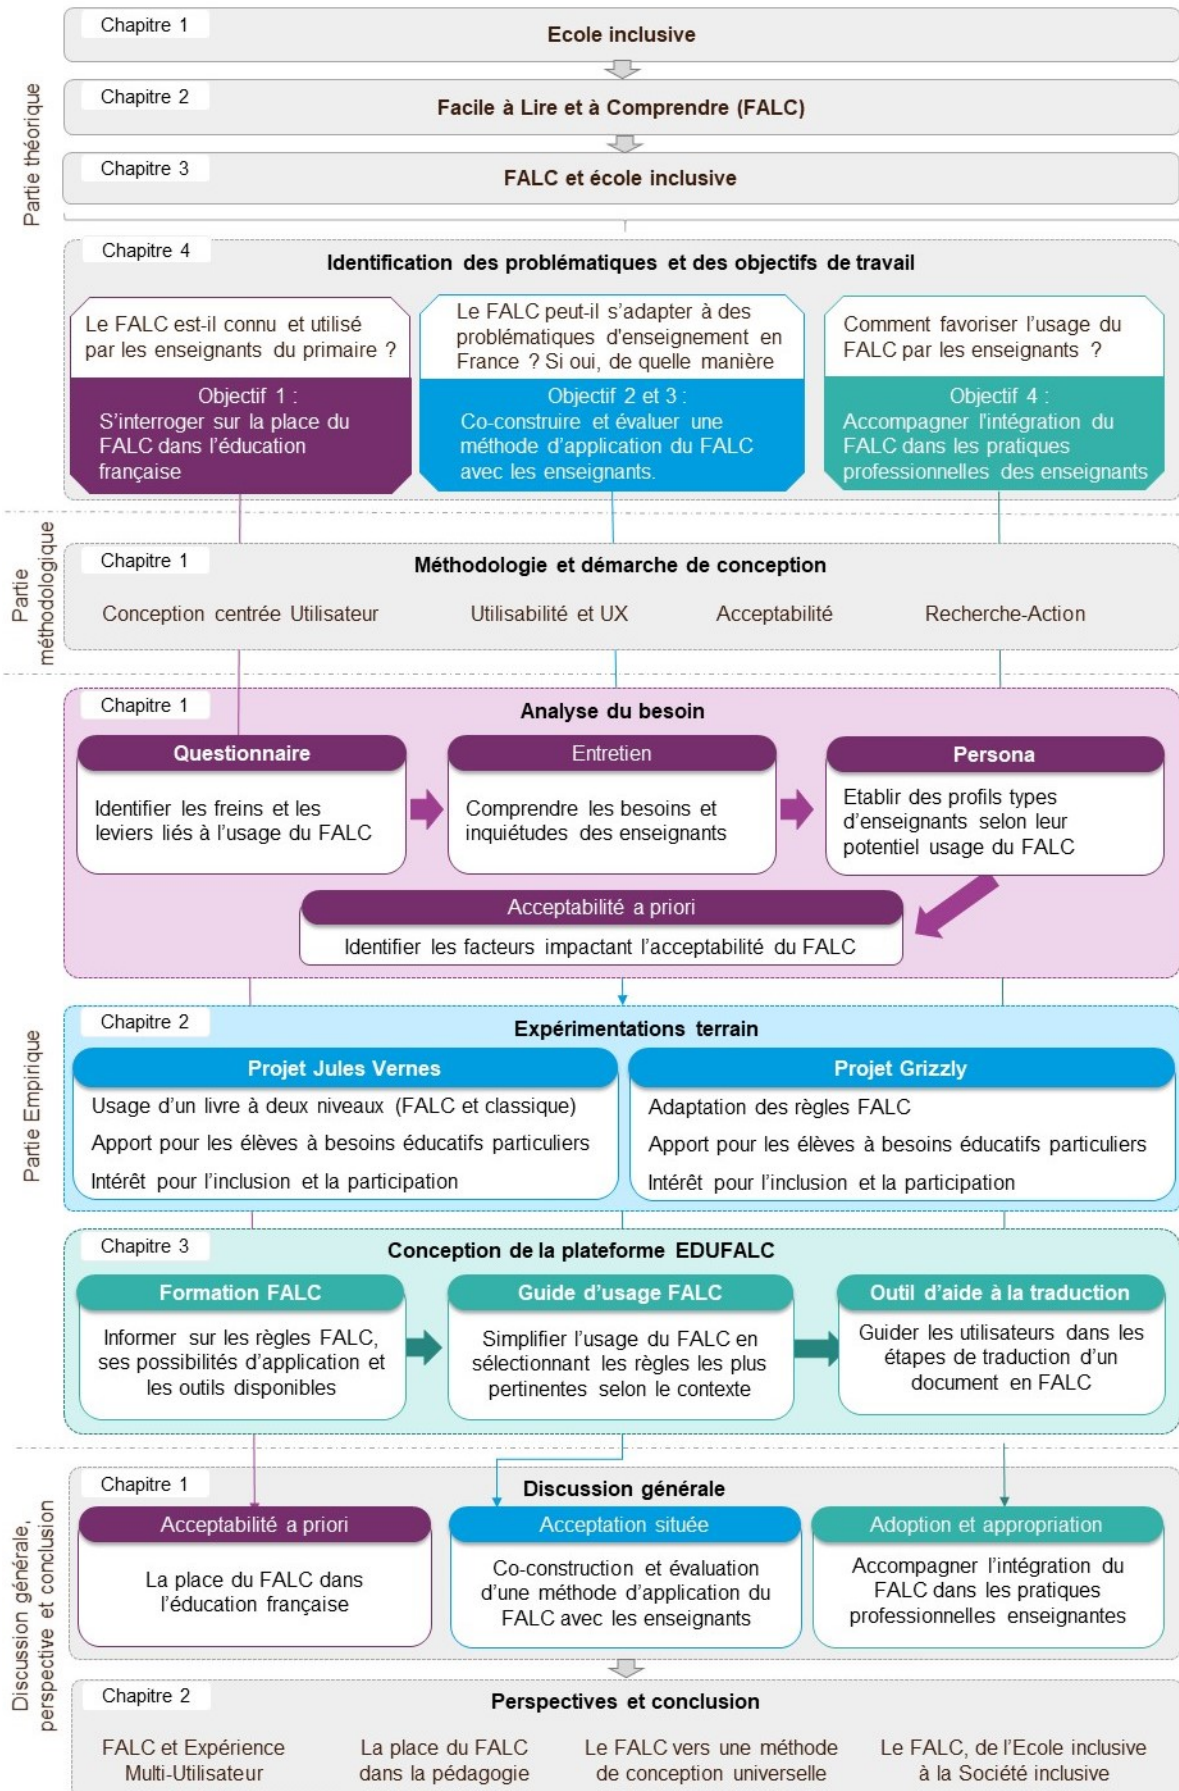 Partie théorique
Chapitre 1
Ecole inclusive
Chapitre 2
Facile à Lire et à Comprendre (FALC)
Chapitre 3
FALC et école inclusive
Chapitre 4
Identification des problématiques et des objectifs de travail
Le FALC est-il connu et utilisé
par les enseignants du primaire ?
Objectif 1 :
S'interroger sur la place du
FALC dans l'éducation
française
Le FALC peut-il s'adapter à des
problématiques d'enseignement en
France ? Si oui, de quelle manière
Objectif 2 et 3 :
Co-construire et évaluer une
méthode d'application du FALC
avec les enseignants.
Comment favoriser l'usage du
FALC par les enseignants ?
Objectif 4 :
Accompagner l'intégration du
FALC dans les pratiques
professionnelles des enseignants
Partie
méthodologique
Chapitre 1
Méthodologie et démarche de conception
Conception centrée Utilisateur Utilisabilité et UX Acceptabilité Recherche-Action
Partie Empirique
Chapitre 1
Analyse du besoin
Questionnaire
Identifier les freins et les
leviers liés à l'usage du FALC
Entretien
Comprendre les besoins et
inquiétudes des enseignants
Persona
Etablir des profils types
d'enseignants selon leur
potentiel usage du FALC
Acceptabilité a priori
Identifier les facteurs impactant l'acceptabilité du FALC
Chapitre 2
Expérimentations terrain
Projet Jules Vernes
Usage d'un livre à deux niveaux (FALC et classique)
Apport pour les élèves à besoins éducatifs particuliers
Intérêt pour l'inclusion et la participation
Projet Grizzly
Adaptation des règles FALC
Apport pour les élèves à besoins éducatifs particuliers
Intérêt pour l'inclusion et la participation
Chapitre 3
Conception de la plateforme EDUFALC
Formation FALC
Informer sur les règles FALC,
ses possibilités d'application et
les outils disponibles
Guide d'usage FALC
Simplifier l'usage du FALC en
sélectionnant les règles les plus
pertinentes selon le contexte
Outil d'aide à la traduction
Guider les utilisateurs dans les
étapes de traduction d'un
document en FALC
Discussion générale,
perspective et conclusion
Chapitre 1
Discussion générale
Acceptabilité a priori
La place du FALC dans
l'éducation française
Acceptation située
Co-construction et évaluation
d'une méthode d'application du
FALC avec les enseignants
Adoption et appropriation
Accompagner l'intégration du
FALC dans les pratiques
professionnelles enseignantes
Chapitre 2
Perspectives et conclusion
FALC et Expérience
Multi-Utilisateur
La place du FALC
dans la pédagogie
Le FALC vers une méthode
de conception universelle
Le FALC, de l'Ecole inclusive
à la Société inclusive